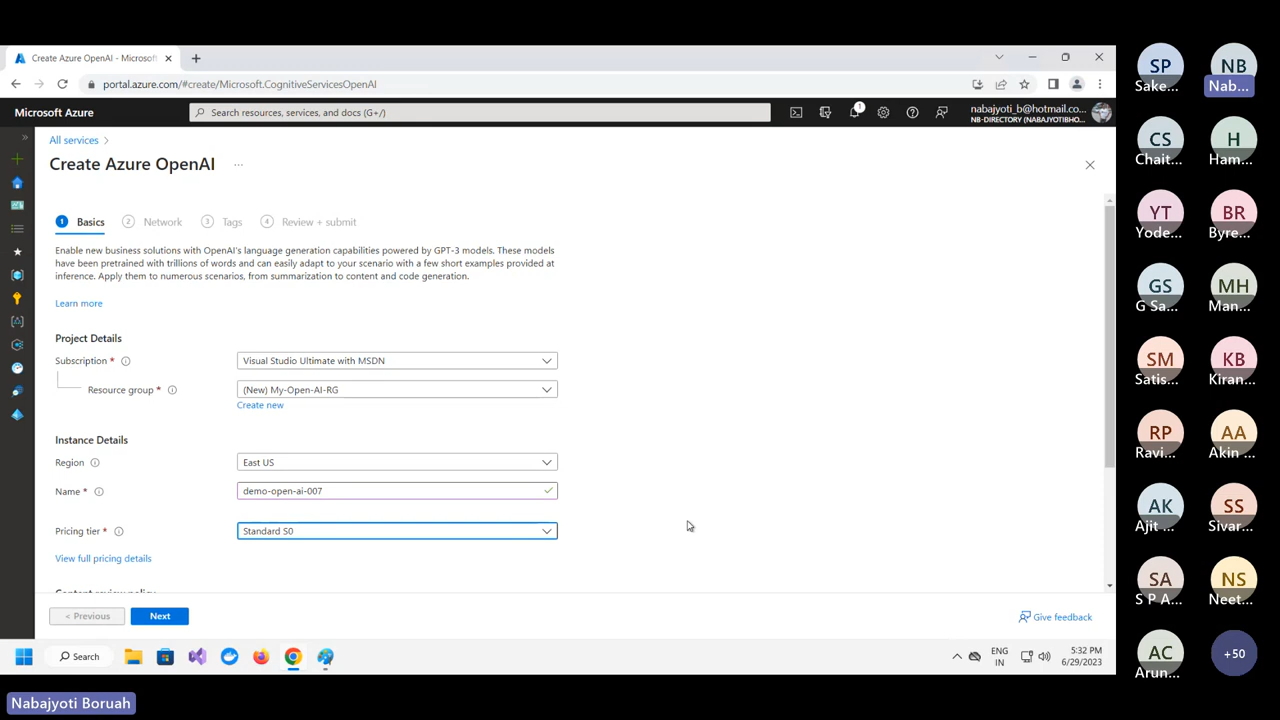 Create Azure OpenAI - Microsof
portal.azure.com/#create/Microsoft.CognitiveServicesOpenAI
Microsoft Azure
Search resources, services, and docs (G+/)
1
nabajyoti_b@hotmail.co...
NB-DIRECTORY (NABAJYOTIBHO...
All services >
Create Azure OpenAI ...
1 Basics
2 Network
3 Tags
4 Review + submit
Enable new business solutions with OpenAI's language generation capabilities powered by GPT-3 models. These models
have been pretrained with trillions of words and can easily adapt to your scenario with a few short examples provided at
inference. Apply them to numerous scenarios, from summarization to content and code generation.
Learn more
Project Details
Subscription * Visual Studio Ultimate with MSDN
Resource group * (New) My-Open-AI-RG
Create new
Instance Details
Region East US
Name * demo-open-ai-007
Pricing tier * Standard S0
View full pricing details
Content review policy
< Previous
Next
Give feedback
Search
ENG
IN
5:32 PM
6/29/2023
Nabajyoti Boruah
SP
Sake...
NB
Nab...
CS
Chait...
H
Ham...
YT
Yode...
BR
Byre...
GS
G Sa...
MH
Man...
SM
Satis...
KB
Kiran...
RP
Ravi...
AA
Akin ...
AK
Ajit ...
SS
Sivar...
SA
S P A...
NS
Neet...
AC
Arun...
+50